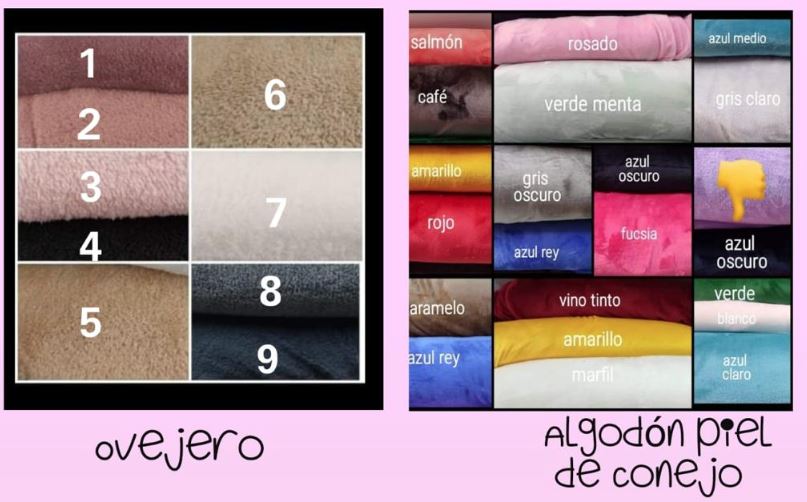 1
2
3
4
5
6
7
8
9
ovejero
salmón
café
rosado
verde menta
azul medio
gris claro
amarillo
rojo
gris
oscuro
azul rey
azul
oscuro
fucsia
azul
oscuro
aramelo
azul rey
vino tinto
amarillo
marfil
verde
blanco
azul
claro
Algodón piel
de conejo